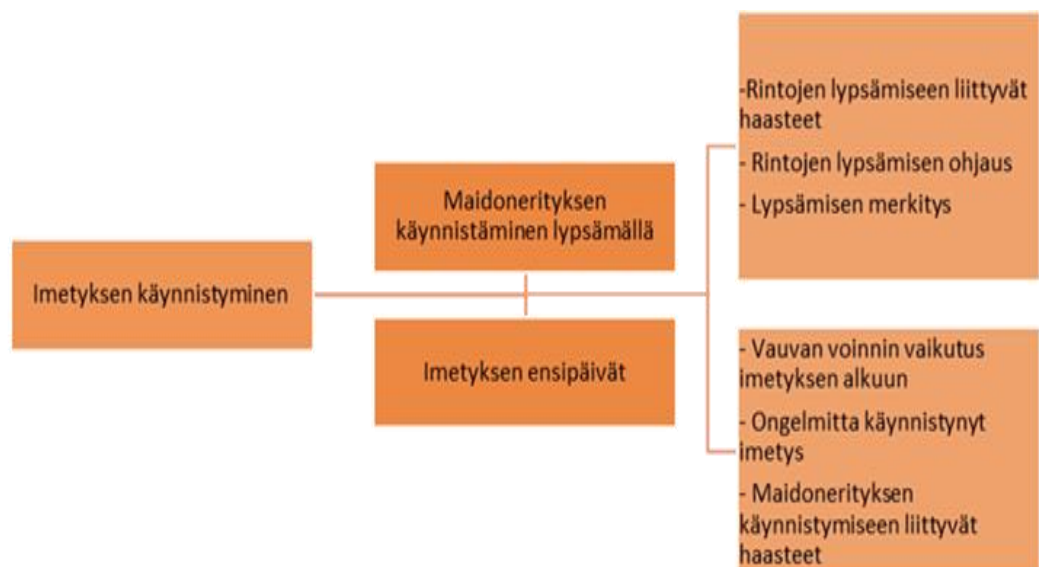 Imetyksen käynnistyminen
Maidonerityksen
käynnistäminen lypsämällä
Imetyksen ensipäivät
-Rintojen lypsämiseen liittyvät
haasteet
- Rintojen lypsämisen ohjaus
- Lypsämisen merkitys
- Vauvan voinnin vaikutus
imetyksen alkuun
- Ongelmitta käynnistynyt
imetys
- Maidonerityksen
käynnistymiseen liittyvät
haasteet